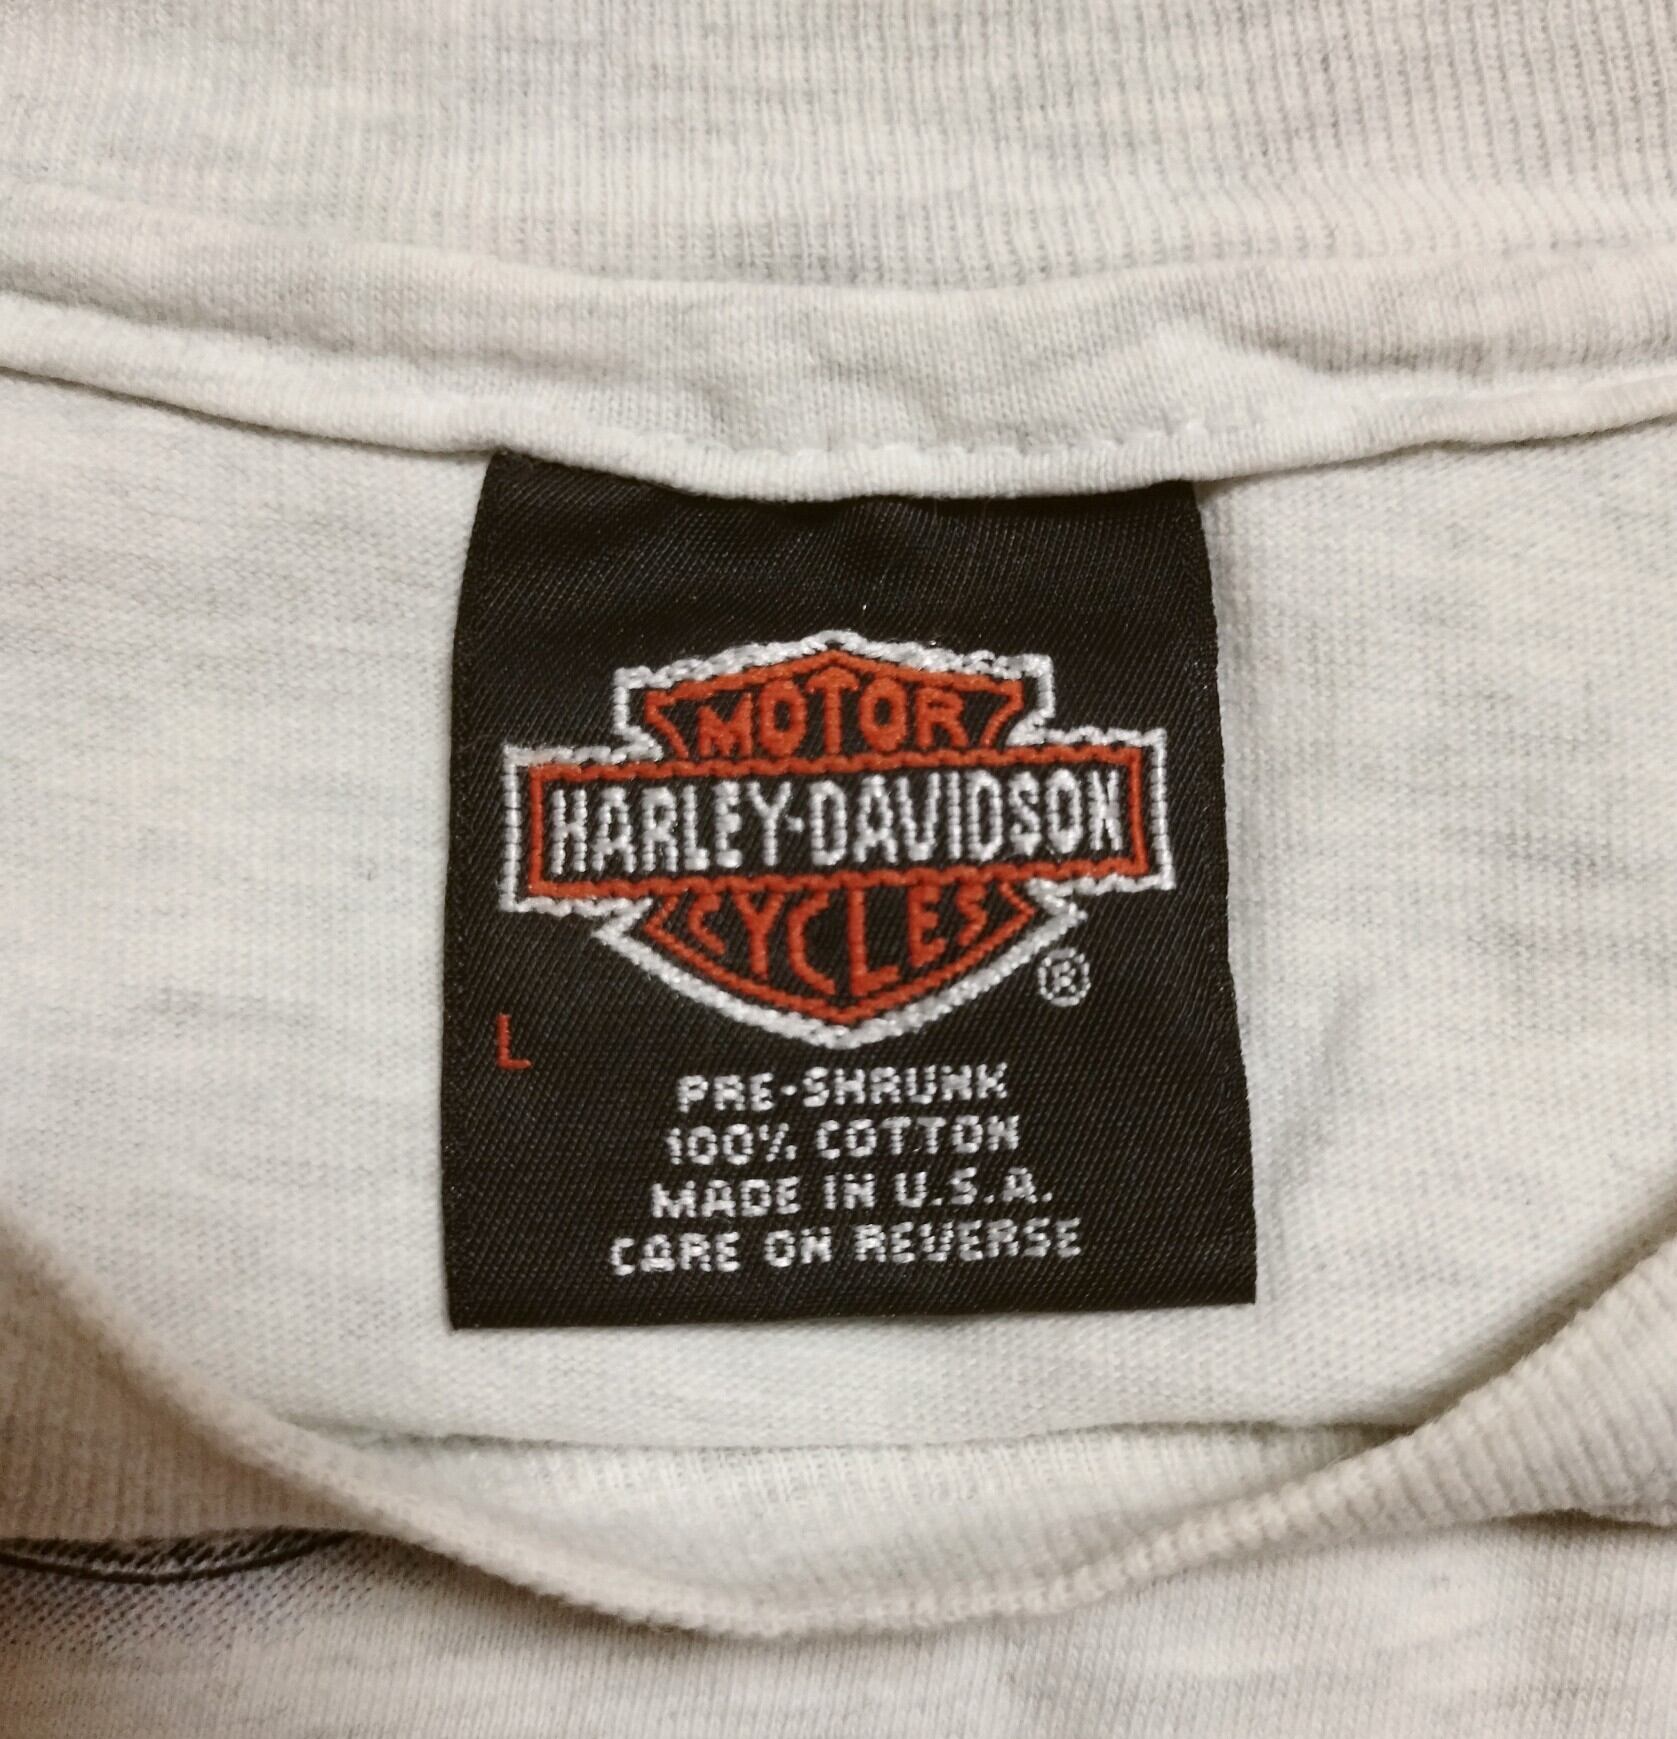 MOTOR
HARLEY-DAVIDSON
CYCLES
®
L
PRE-SHRUNK
100% COTTON
MADE IN U.S.A.
CARE ON REVERSE